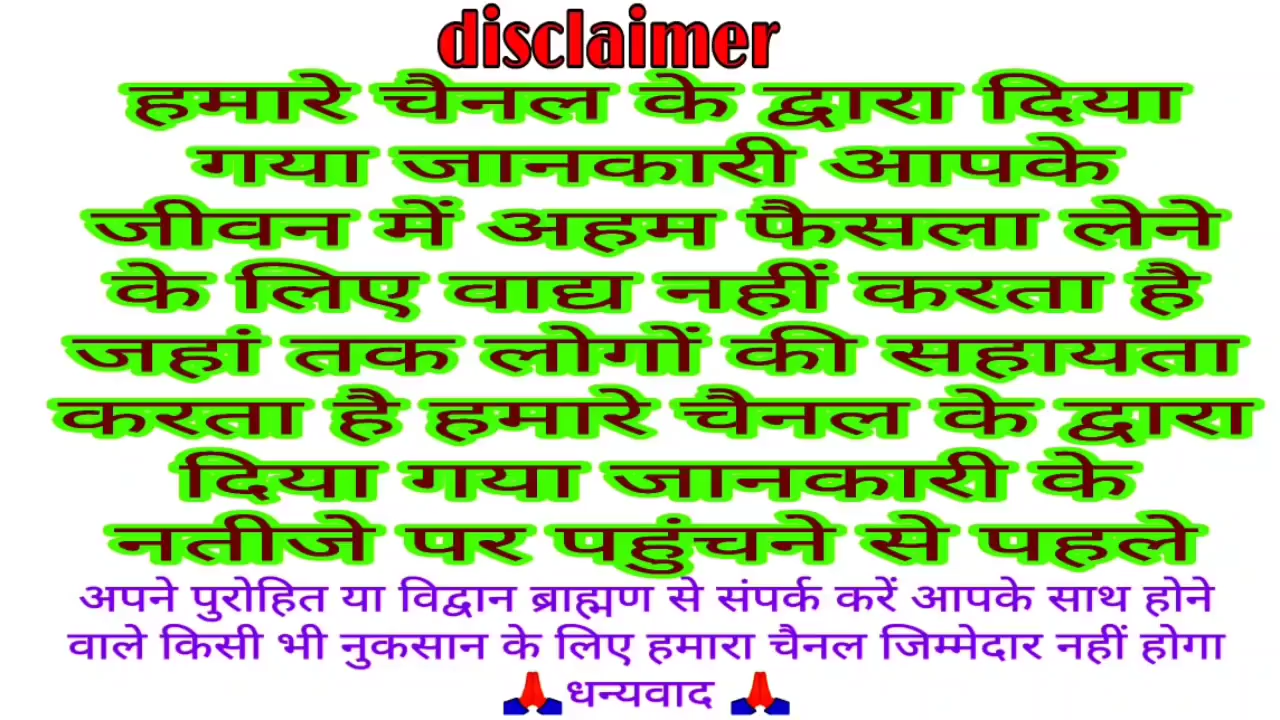 disclaimer
हमारे चैनल के द्वारा दिया
गया जानकारी आपके
जीवन में अहम फैसला लेने
के लिए वाद्य नहीं करता है
जहां तक लोगों की सहायता
करता है हमारे चैनल के द्वारा
दिया गया जानकारी के
नतीजे पर पहुंचने से पहले
अपने पुरोहित या विद्वान ब्राह्मण से संपर्क करें आपके साथ होने
वाले किसी भी नुकसान के लिए हमारा चैनल जिम्मेदार नहीं होगा
🙏धन्यवाद 🙏